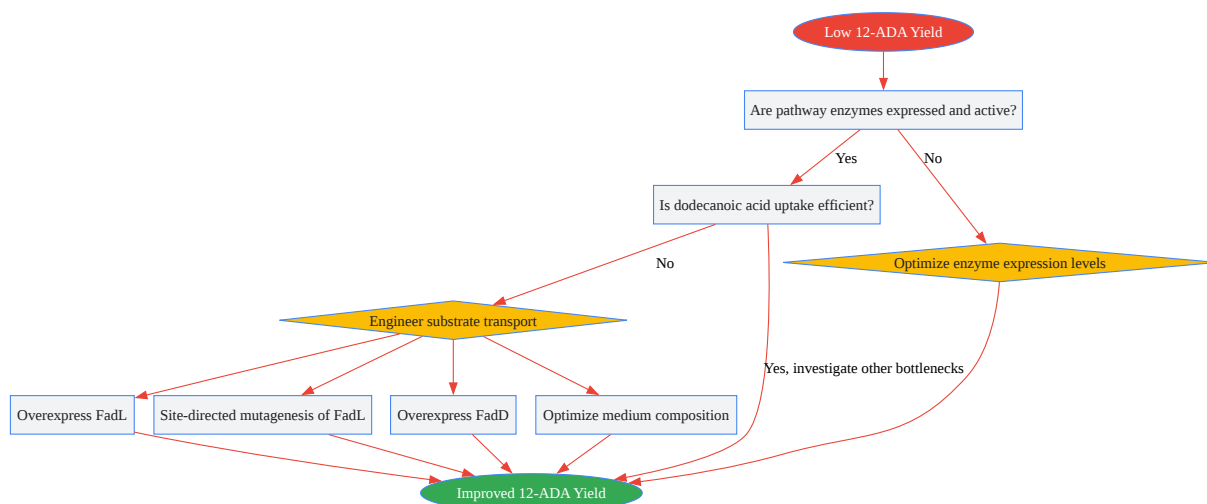 Low 12-ADA Yield
Are pathway enzymes expressed and active?
Yes
No
Is dodecanoic acid uptake efficient?
Optimize enzyme expression levels
No
Engineer substrate transport
Yes, investigate other bottlenecks
Overexpress FadL
Site-directed mutagenesis of FadL
Overexpress FadD
Optimize medium composition
Improved 12-ADA Yield